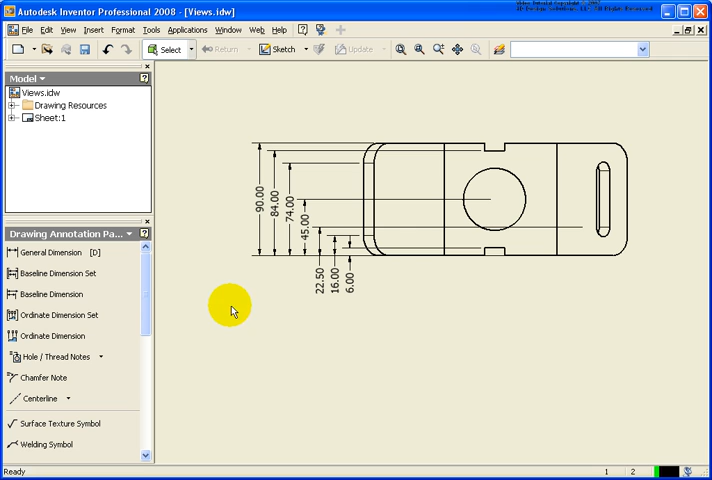 Autodesk Inventor Professional 2008 - [Views.idw]
File Edit View Insert Format Tools Applications Window Web Help
Select Return Sketch Update
Model
Views.idw
Drawing Resources
Sheet:1
Drawing Annotation Pa...
General Dimension [D]
Baseline Dimension Set
Baseline Dimension
Ordinate Dimension Set
Ordinate Dimension
Hole / Thread Notes
Chamfer Note
Centerline
Surface Texture Symbol
Welding Symbol
90.00
84.00
74.00
45.00
22.50
16.00
6.00
Ready 1 2